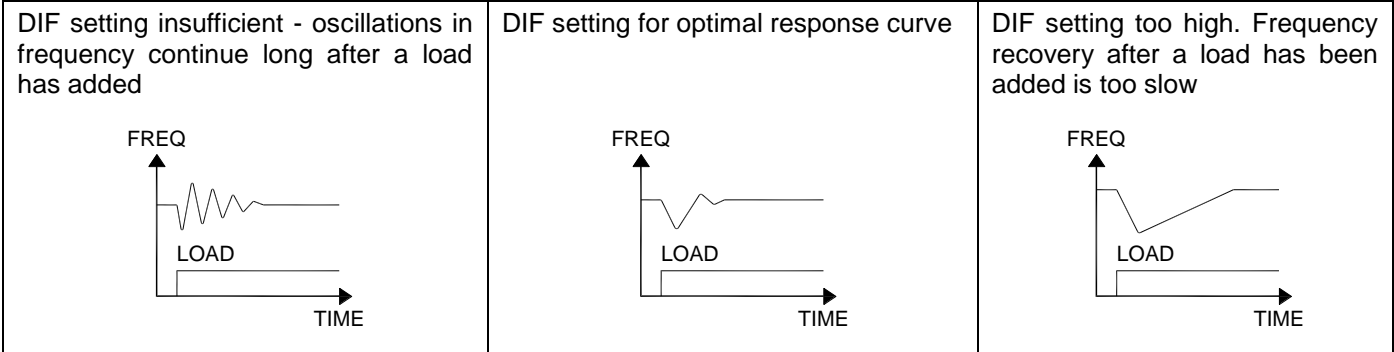 DIF setting insufficient - oscillations in
frequency continue long after a load
has added
FREQ
LOAD
TIME
DIF setting for optimal response curve
FREQ
LOAD
TIME
DIF setting too high. Frequency
recovery after a load has been
added is too slow
FREQ
LOAD
TIME